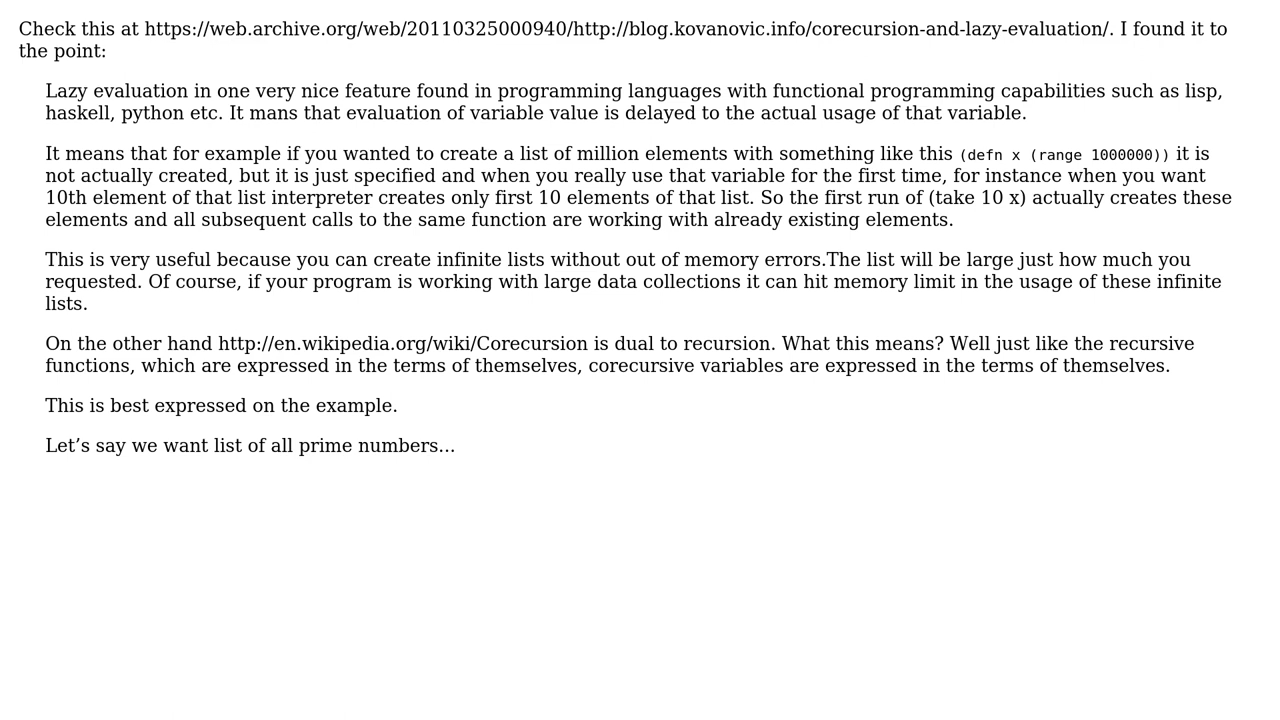 Check this at https://web.archive.org/web/20110325000940/http://blog.kovanovic.info/corecursion-and-lazy-evaluation/. I found it to
the point:
Lazy evaluation in one very nice feature found in programming languages with functional programming capabilities such as lisp,
haskell, python etc. It mans that evaluation of variable value is delayed to the actual usage of that variable.
It means that for example if you wanted to create a list of million elements with something like this (defn x (range 1000000)) it is
not actually created, but it is just specified and when you really use that variable for the first time, for instance when you want
10th element of that list interpreter creates only first 10 elements of that list. So the first run of (take 10 x) actually creates these
elements and all subsequent calls to the same function are working with already existing elements.
This is very useful because you can create infinite lists without out of memory errors.The list will be large just how much you
requested. Of course, if your program is working with large data collections it can hit memory limit in the usage of these infinite
lists.
On the other hand http://en.wikipedia.org/wiki/Corecursion is dual to recursion. What this means? Well just like the recursive
functions, which are expressed in the terms of themselves, corecursive variables are expressed in the terms of themselves.
This is best expressed on the example.
Let’s say we want list of all prime numbers...